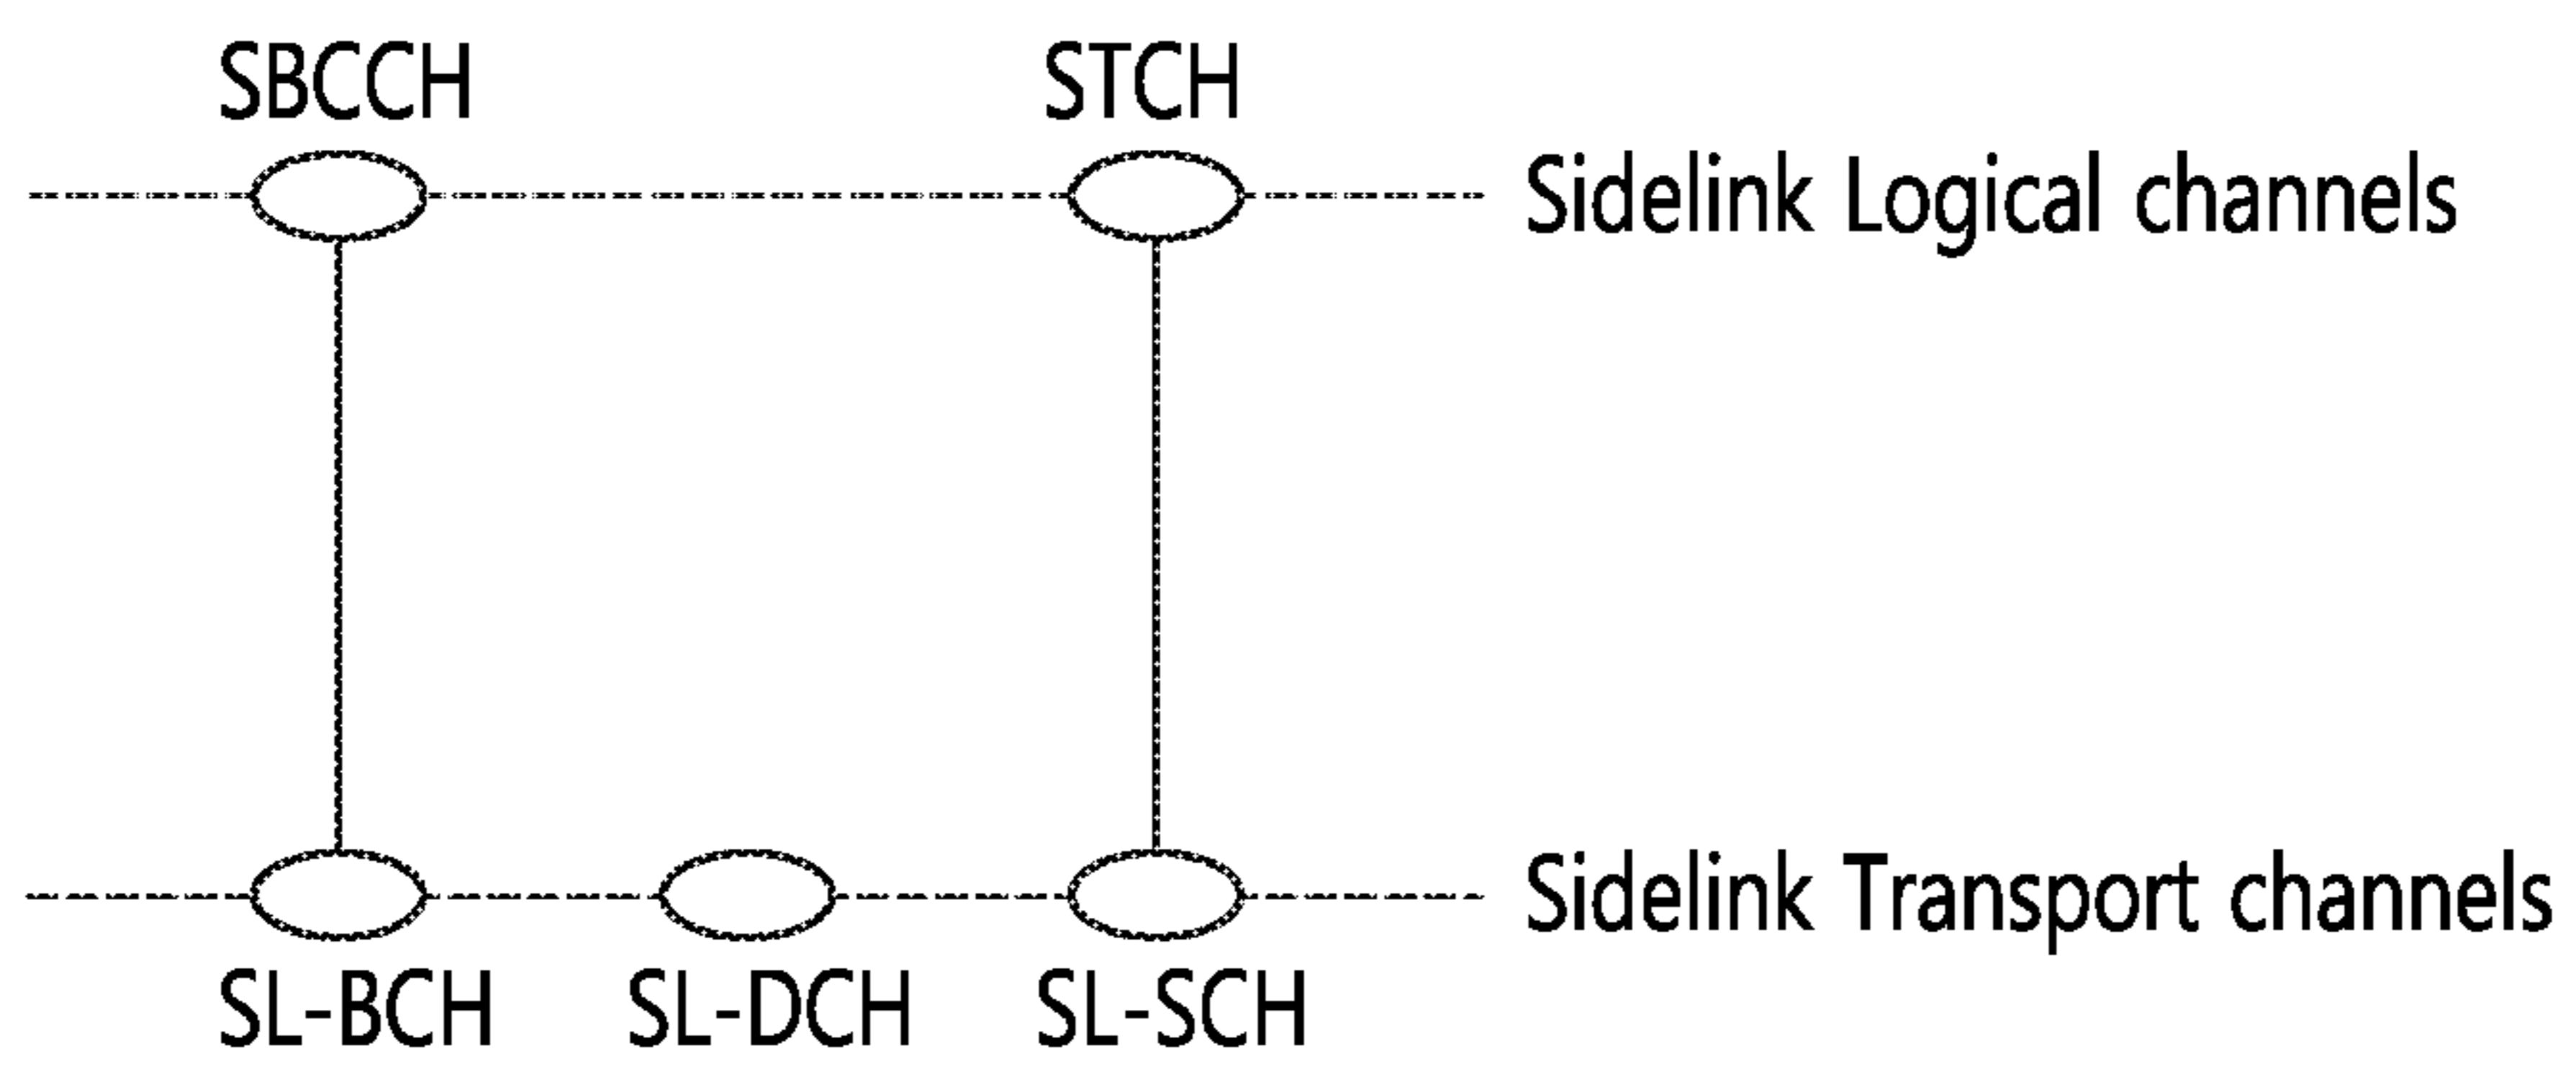 SBCCH STCH
Sidelink Logical channels
Sidelink Transport channels
SL-BCH SL-DCH SL-SCH